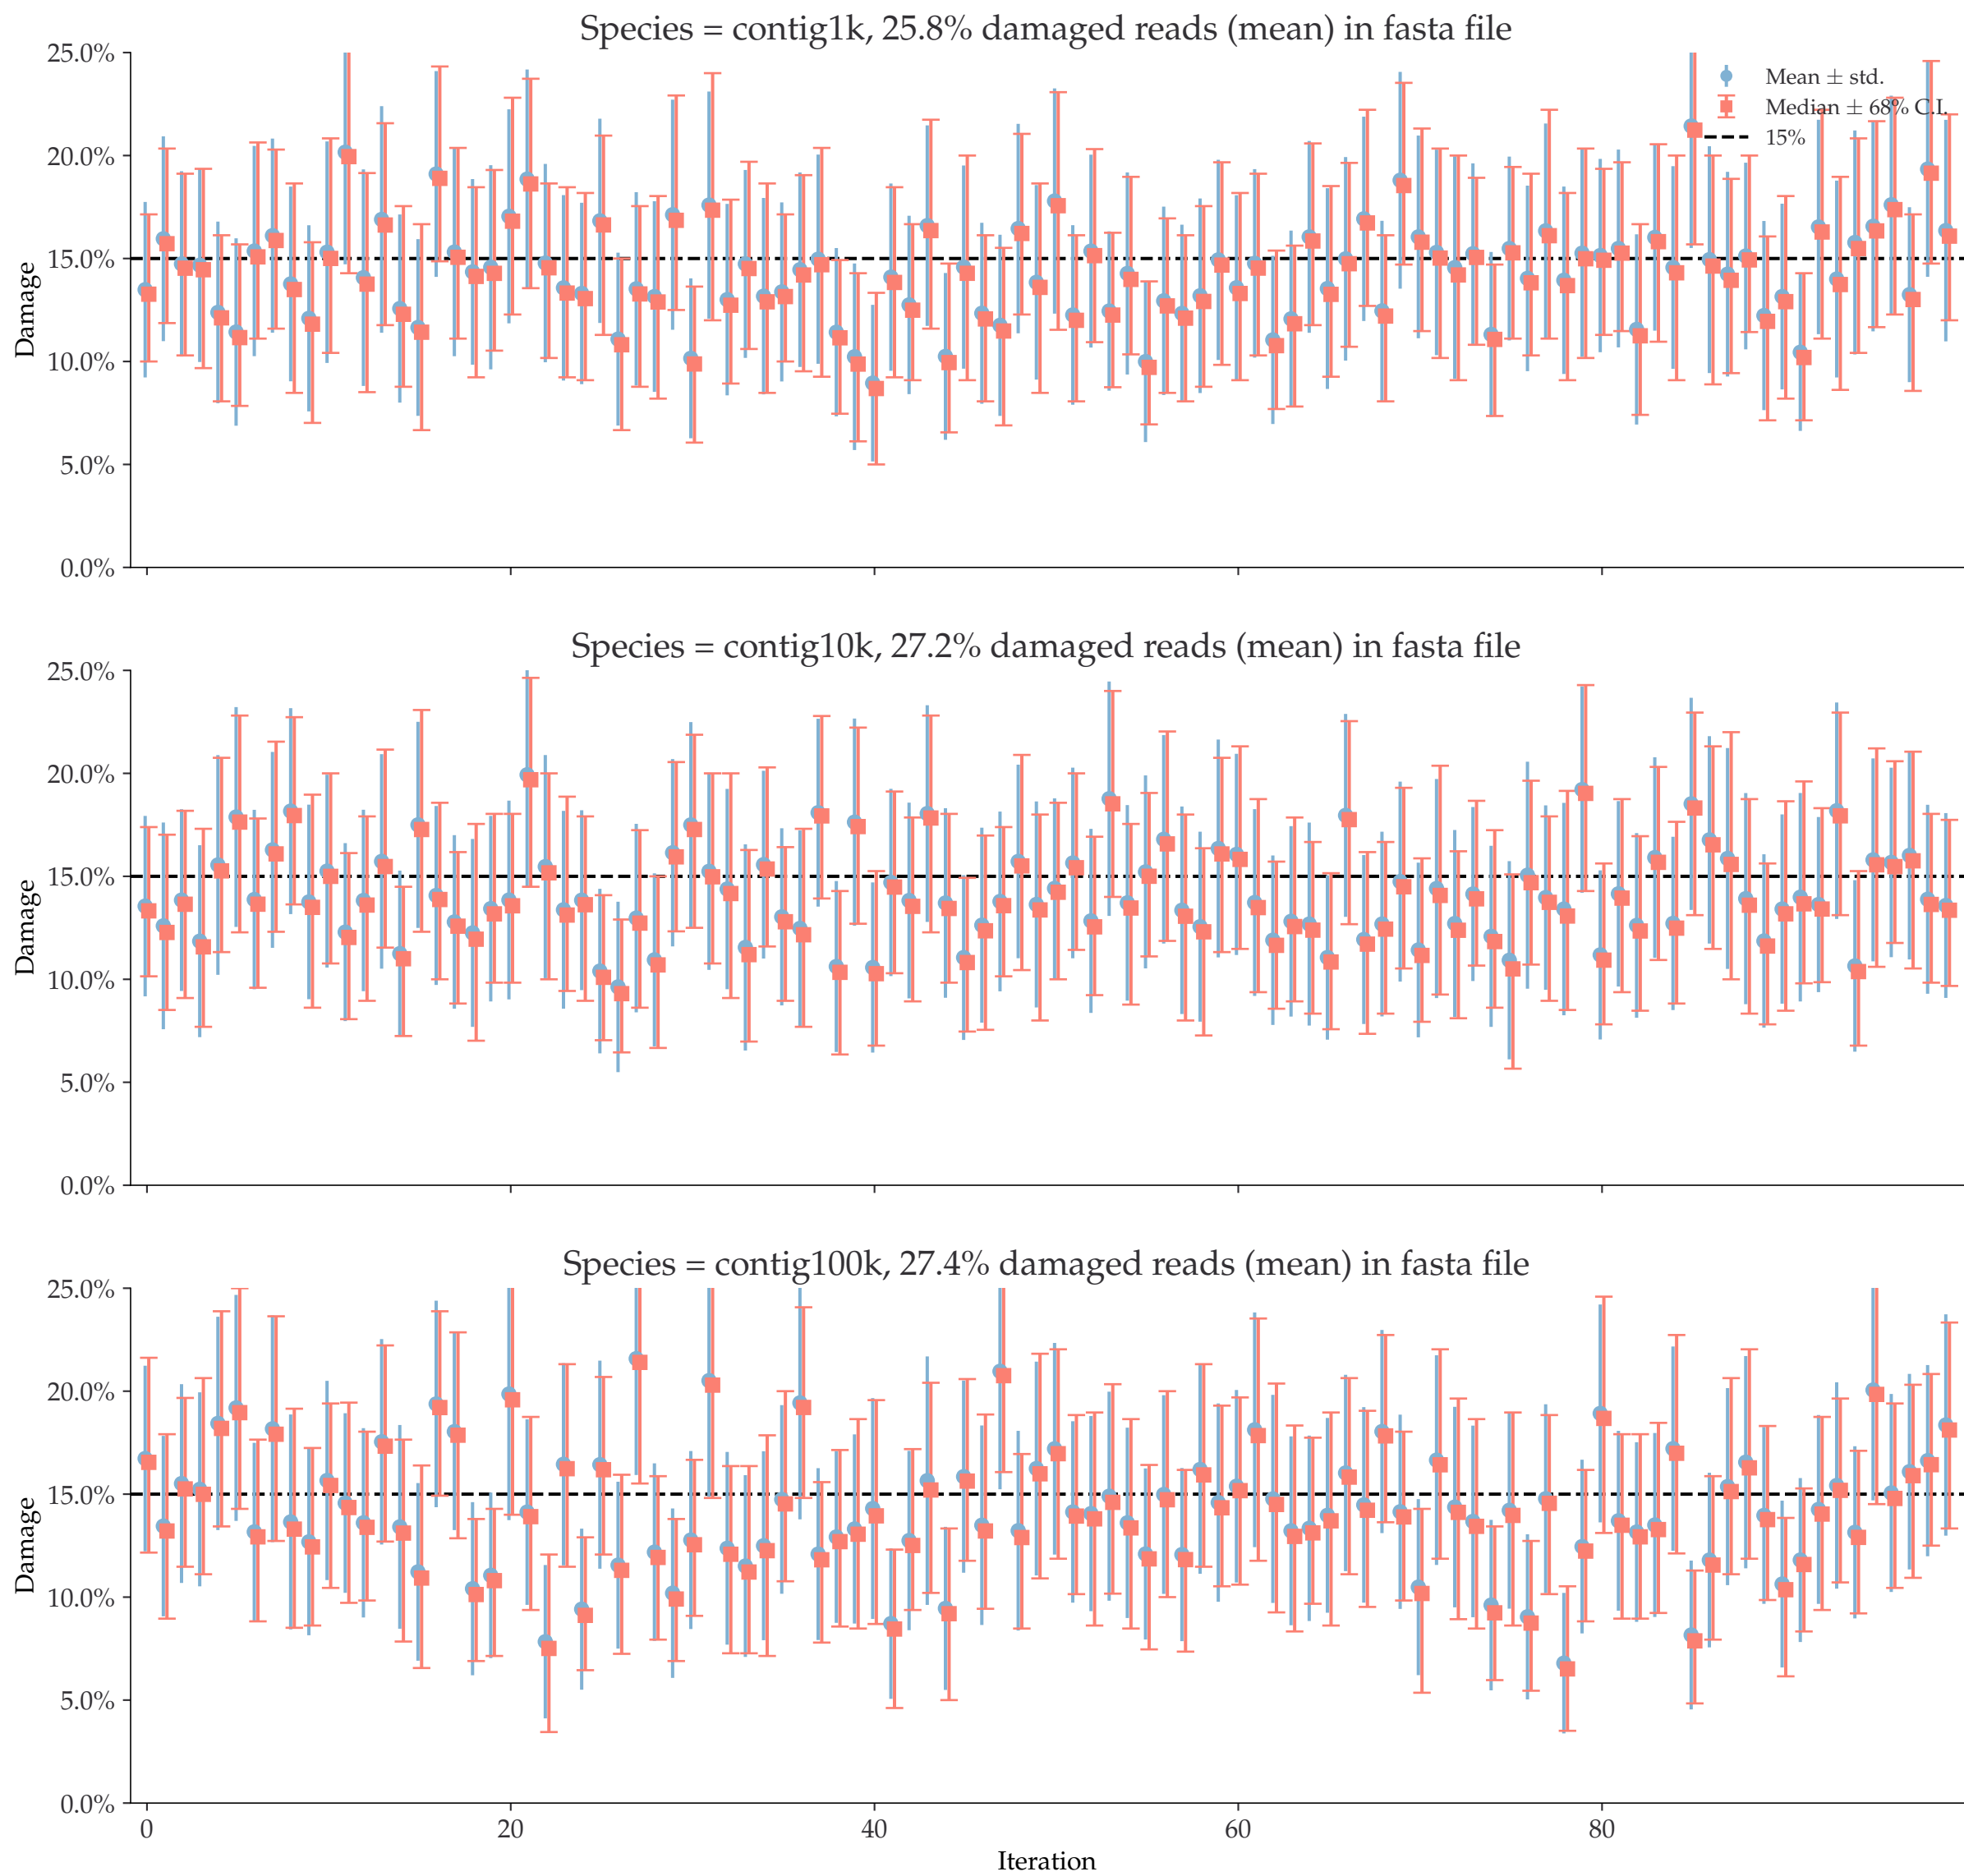 Species = contig1k, 25.8% damaged reads (mean) in fasta file
25.0%
20.0%
15.0%
10.0%
5.0%
0.0%
Damage
Mean ± std.
Median ± 68% C.I.
15%
Species = contig10k, 27.2% damaged reads (mean) in fasta file
25.0%
20.0%
15.0%
10.0%
5.0%
0.0%
Damage
Species = contig100k, 27.4% damaged reads (mean) in fasta file
25.0%
20.0%
15.0%
10.0%
5.0%
0.0%
Damage
0 20 40 60 80
Iteration